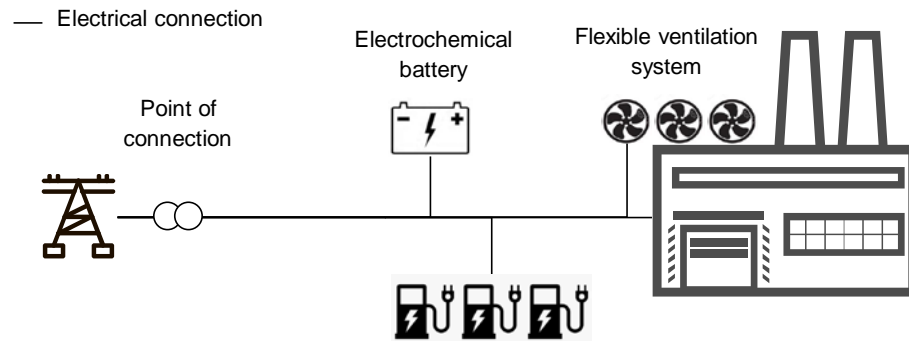 Electrical connection
Electrochemical
battery
Flexible ventilation
system
Point of
connection